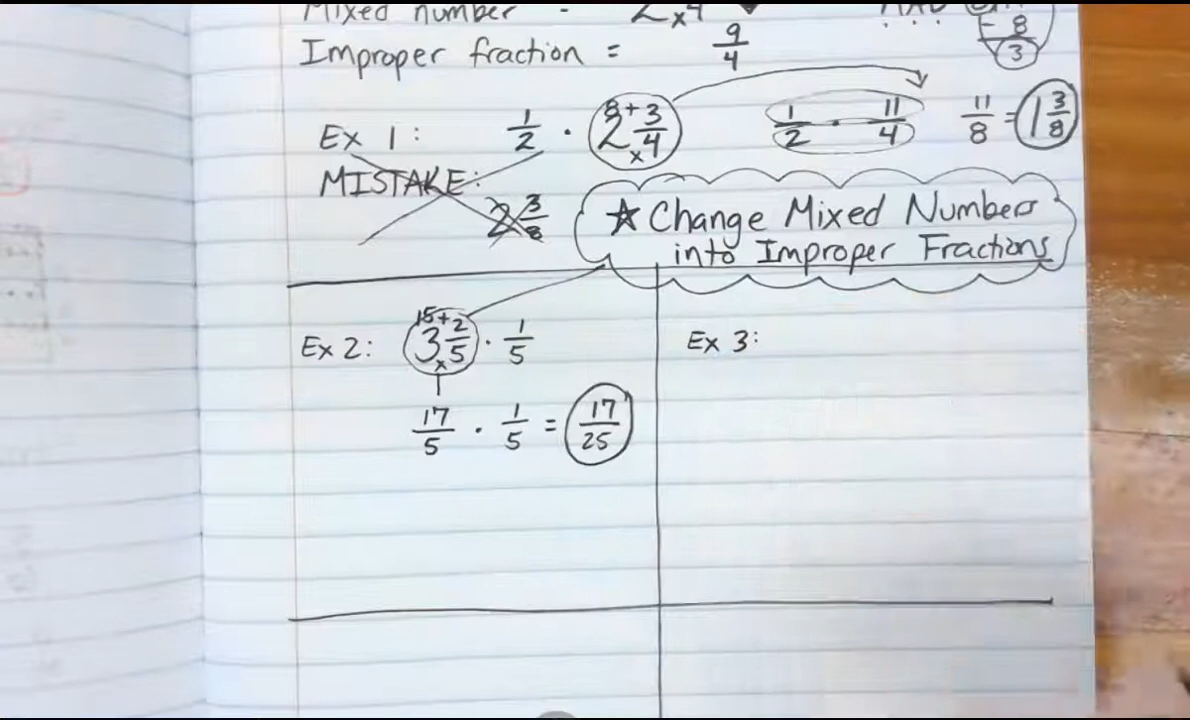 Mixed number - 2 x 4
Improper fraction = 9/4
- 8
3
Ex 1: 1/2 · 2 3/4 8 + x 1/2 · 11/4 11/8 = 1 3/8
MISTAKE:
2 3/8
☆ Change Mixed Numbers
into Improper Fractions
15 +
Ex 2: 3 2/5 x · 1/5
17/5 · 1/5 = 17/25
Ex 3: